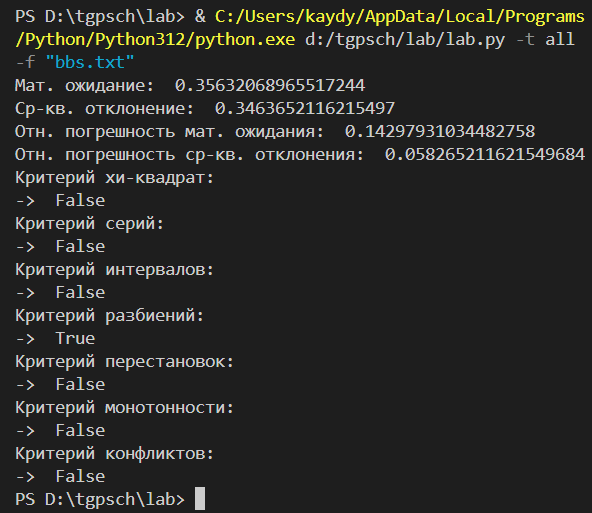 PS D:\tgpsch\lab> & C:/Users/kaydy/AppData/Local/Programs
/Python/Python312/python.exe d:/tgpsch/lab/lab.py -t all
-f "bbs.txt"
Мат. ожидание:  0.35632068965517244
Ср-кв. отклонение:  0.3463652116215497
Отн. погрешность мат. ожидания:  0.14297931034482758
Отн. погрешность ср-кв. отклонения:  0.058265211621549684
Критерий хи-квадрат:
->  False
Критерий серий:
->  False
Критерий интервалов:
->  False
Критерий разбиений:
->  True
Критерий перестановок:
->  False
Критерий монотонности:
->  False
Критерий конфликтов:
->  False
PS D:\tgpsch\lab>